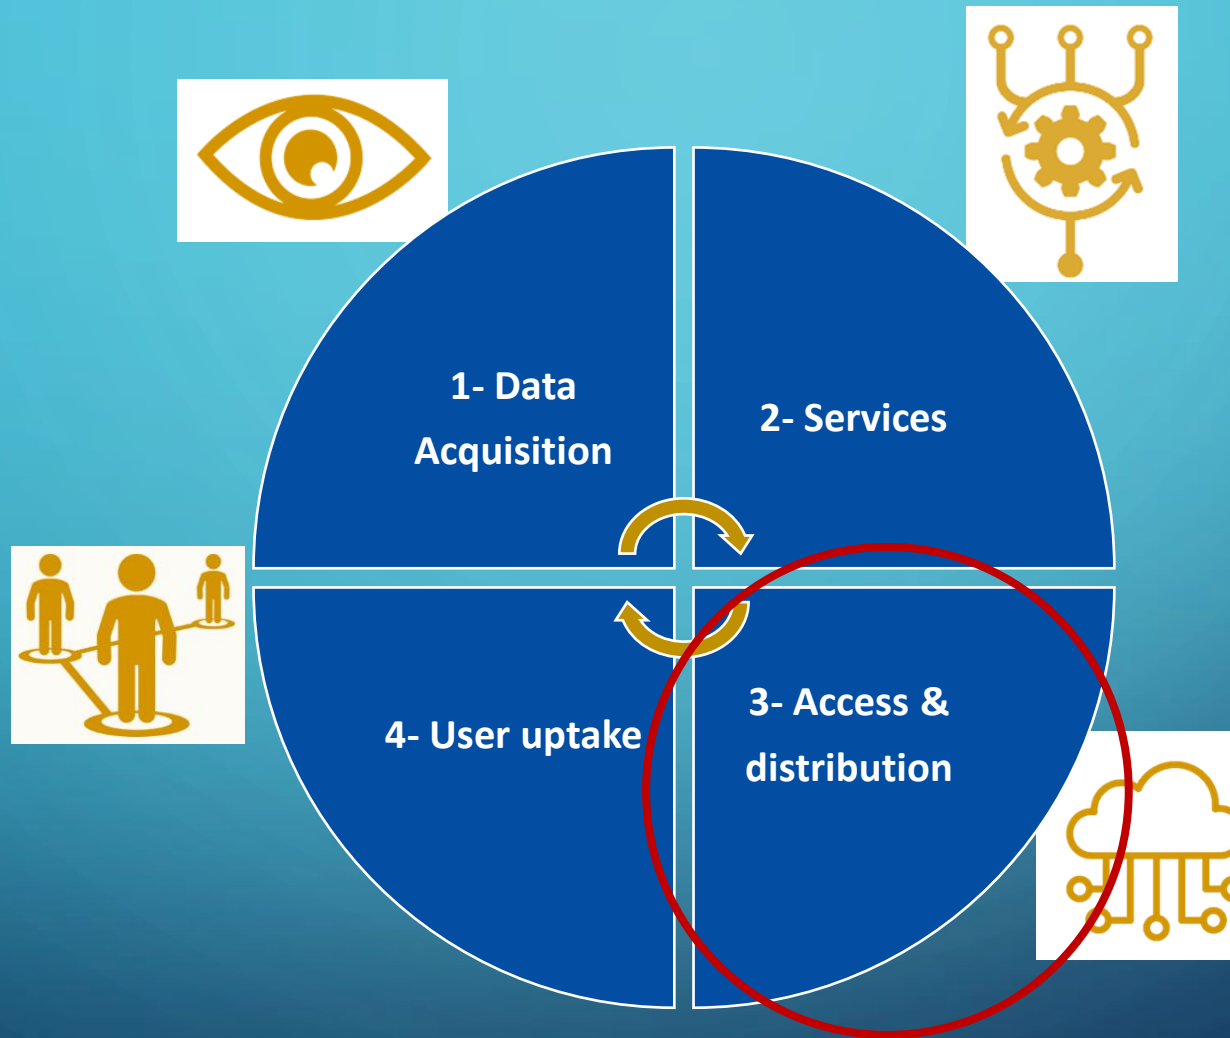 1- Data
Acquisition
2- Services
3- Access &
distribution
4- User uptake